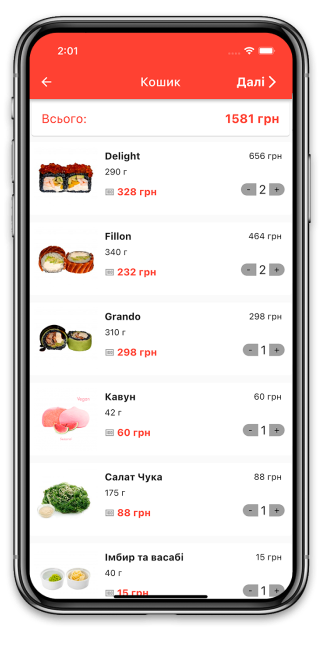 2:01
Кошик
Далі
Всього:
1581 грн
Delight
656 грн
290 г
328 грн
- 2 +
Fillon
464 грн
340 г
232 грн
- 2 +
Grando
298 грн
310 г
298 грн
- 1 +
Кавун
60 грн
42 г
60 грн
- 1 +
Салат Чука
88 грн
175 г
88 грн
- 1 +
Імбир та васабі
15 грн
40 г
15 грн
- 1 +